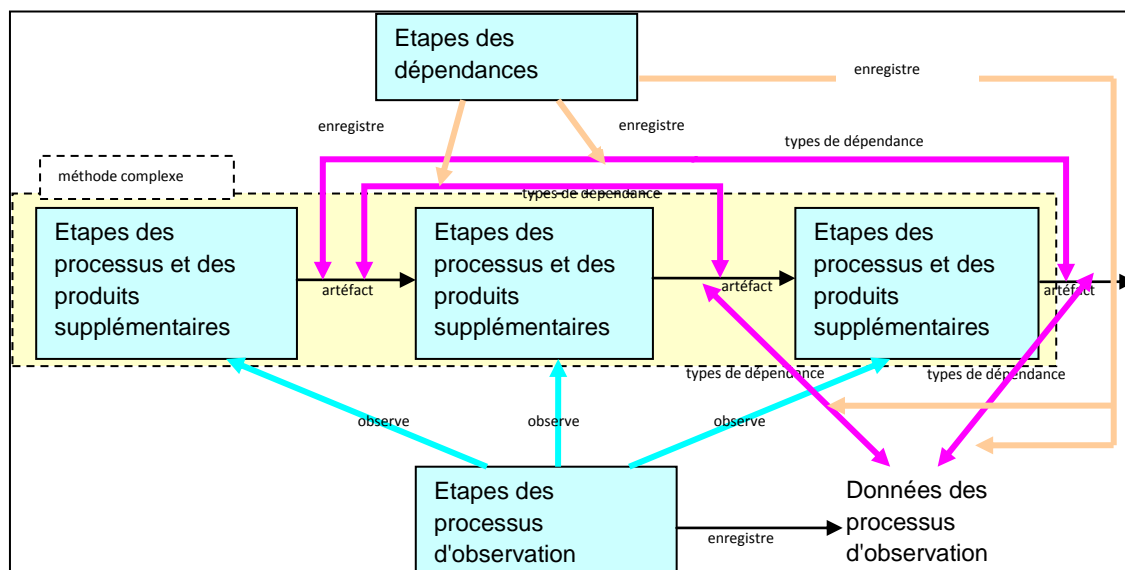 Etapes des
dépendances
enregistre
enregistre
enregistre
types de dépendance
méthode complexe
types de dépendance
Etapes des
processus et des
produits
supplémentaires
artéfact
Etapes des
processus et des
produits
supplémentaires
artéfact
Etapes des
processus et des
produits
supplémentaires
artéfact
types de dépendance
types de dépendance
observe
observe
observe
Etapes des
processus
d'observation
enregistre
Données des
processus
d'observation